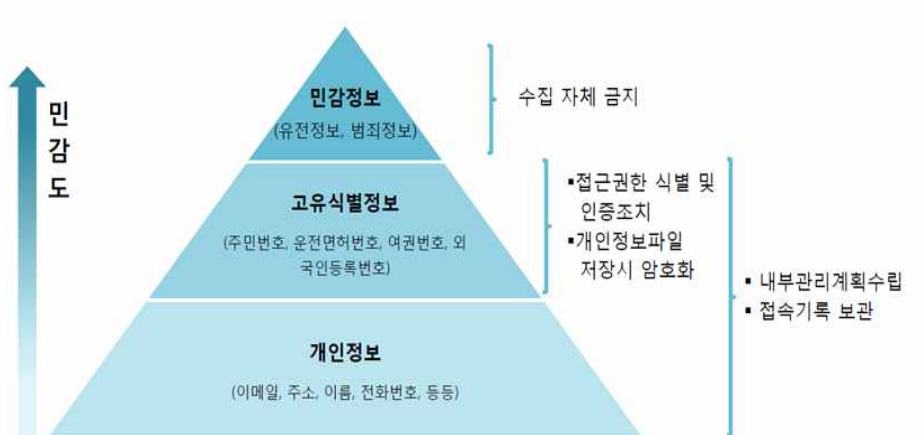 민감도
민감정보
(유전정보, 범죄정보)
수집 자체 금지
고유식별정보
(주민번호, 운전면허번호, 여권번호, 외
국인등록번호)
▪접근권한 식별 및
인증조치
▪개인정보파일
저장시 암호화
▪ 내부관리계획수립
▪ 접속기록 보관
개인정보
(이메일, 주소, 이름, 전화번호, 등등)